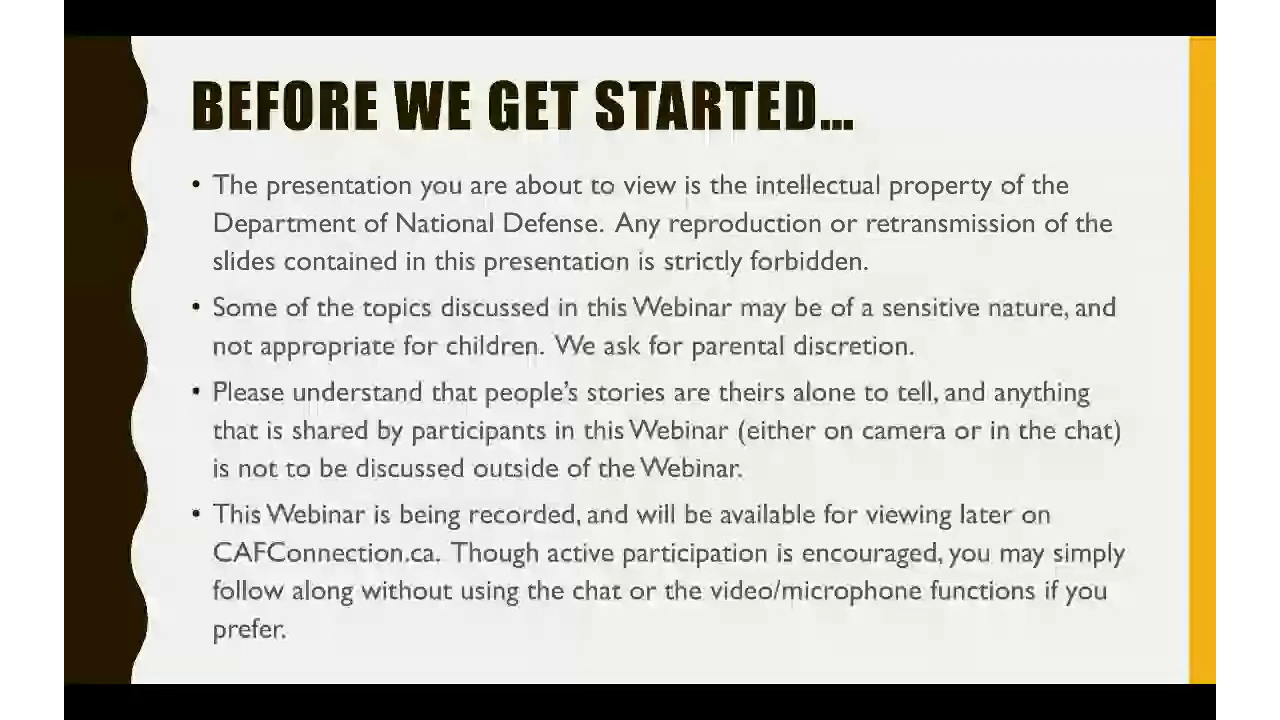 BEFORE WE GET STARTED...
• The presentation you are about to view is the intellectual property of the
Department of National Defense. Any reproduction or retransmission of the
slides contained in this presentation is strictly forbidden.
• Some of the topics discussed in this Webinar may be of a sensitive nature, and
not appropriate for children. We ask for parental discretion.
• Please understand that people’s stories are theirs alone to tell, and anything
that is shared by participants in this Webinar (either on camera or in the chat)
is not to be discussed outside of the Webinar.
• This Webinar is being recorded, and will be available for viewing later on
CAFConnection.ca. Though active participation is encouraged, you may simply
follow along without using the chat or the video/microphone functions if you
prefer.